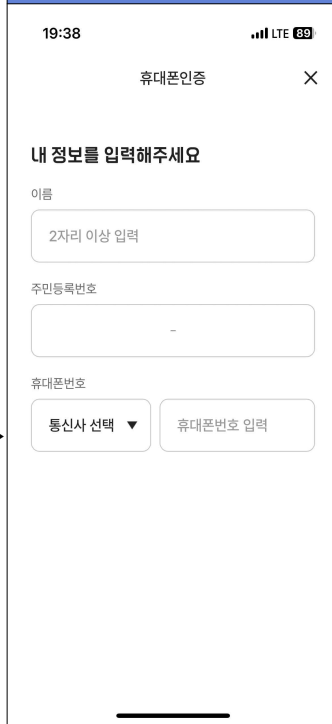 19:38 LTE 89
휴대폰인증
내 정보를 입력해주세요
이름
2자리 이상 입력
주민등록번호
-
휴대폰번호
통신사 선택 ▼ 휴대폰번호 입력